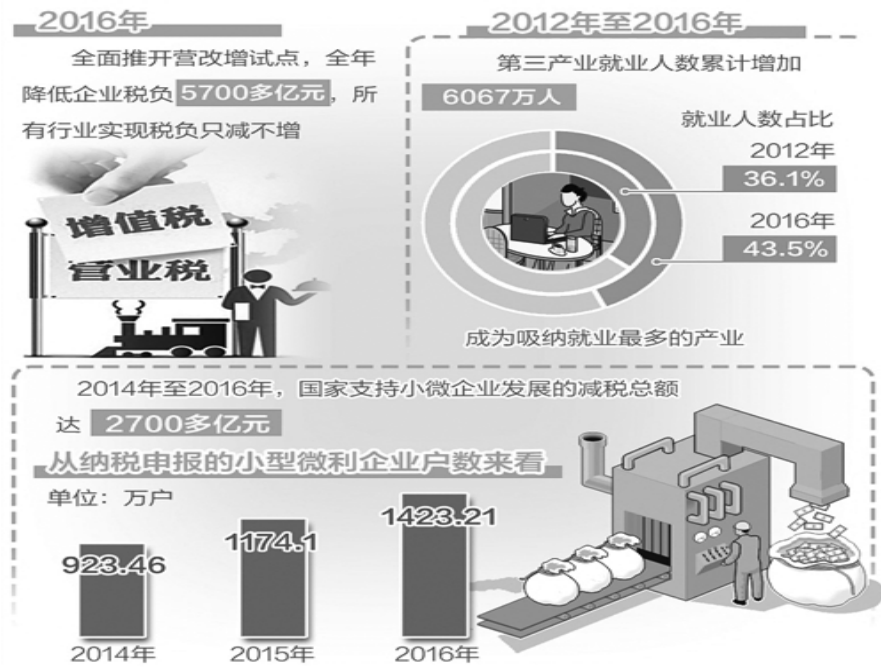 2016年
全面推开营改增试点，全年
降低企业税负5700多亿元，所
有行业实现税负只减不增
增值税
营业税
2012年至2016年
第三产业就业人数累计增加
6067万人
就业人数占比
2012年
36.1%
2016年
43.5%
成为吸纳就业最多的产业
2014年至2016年，国家支持小微企业发展的减税总额
达 2700多亿元
从纳税申报的小型微利企业户数来看
单位：万户
923.46
1174.1
1423.21
2014年
2015年
2016年